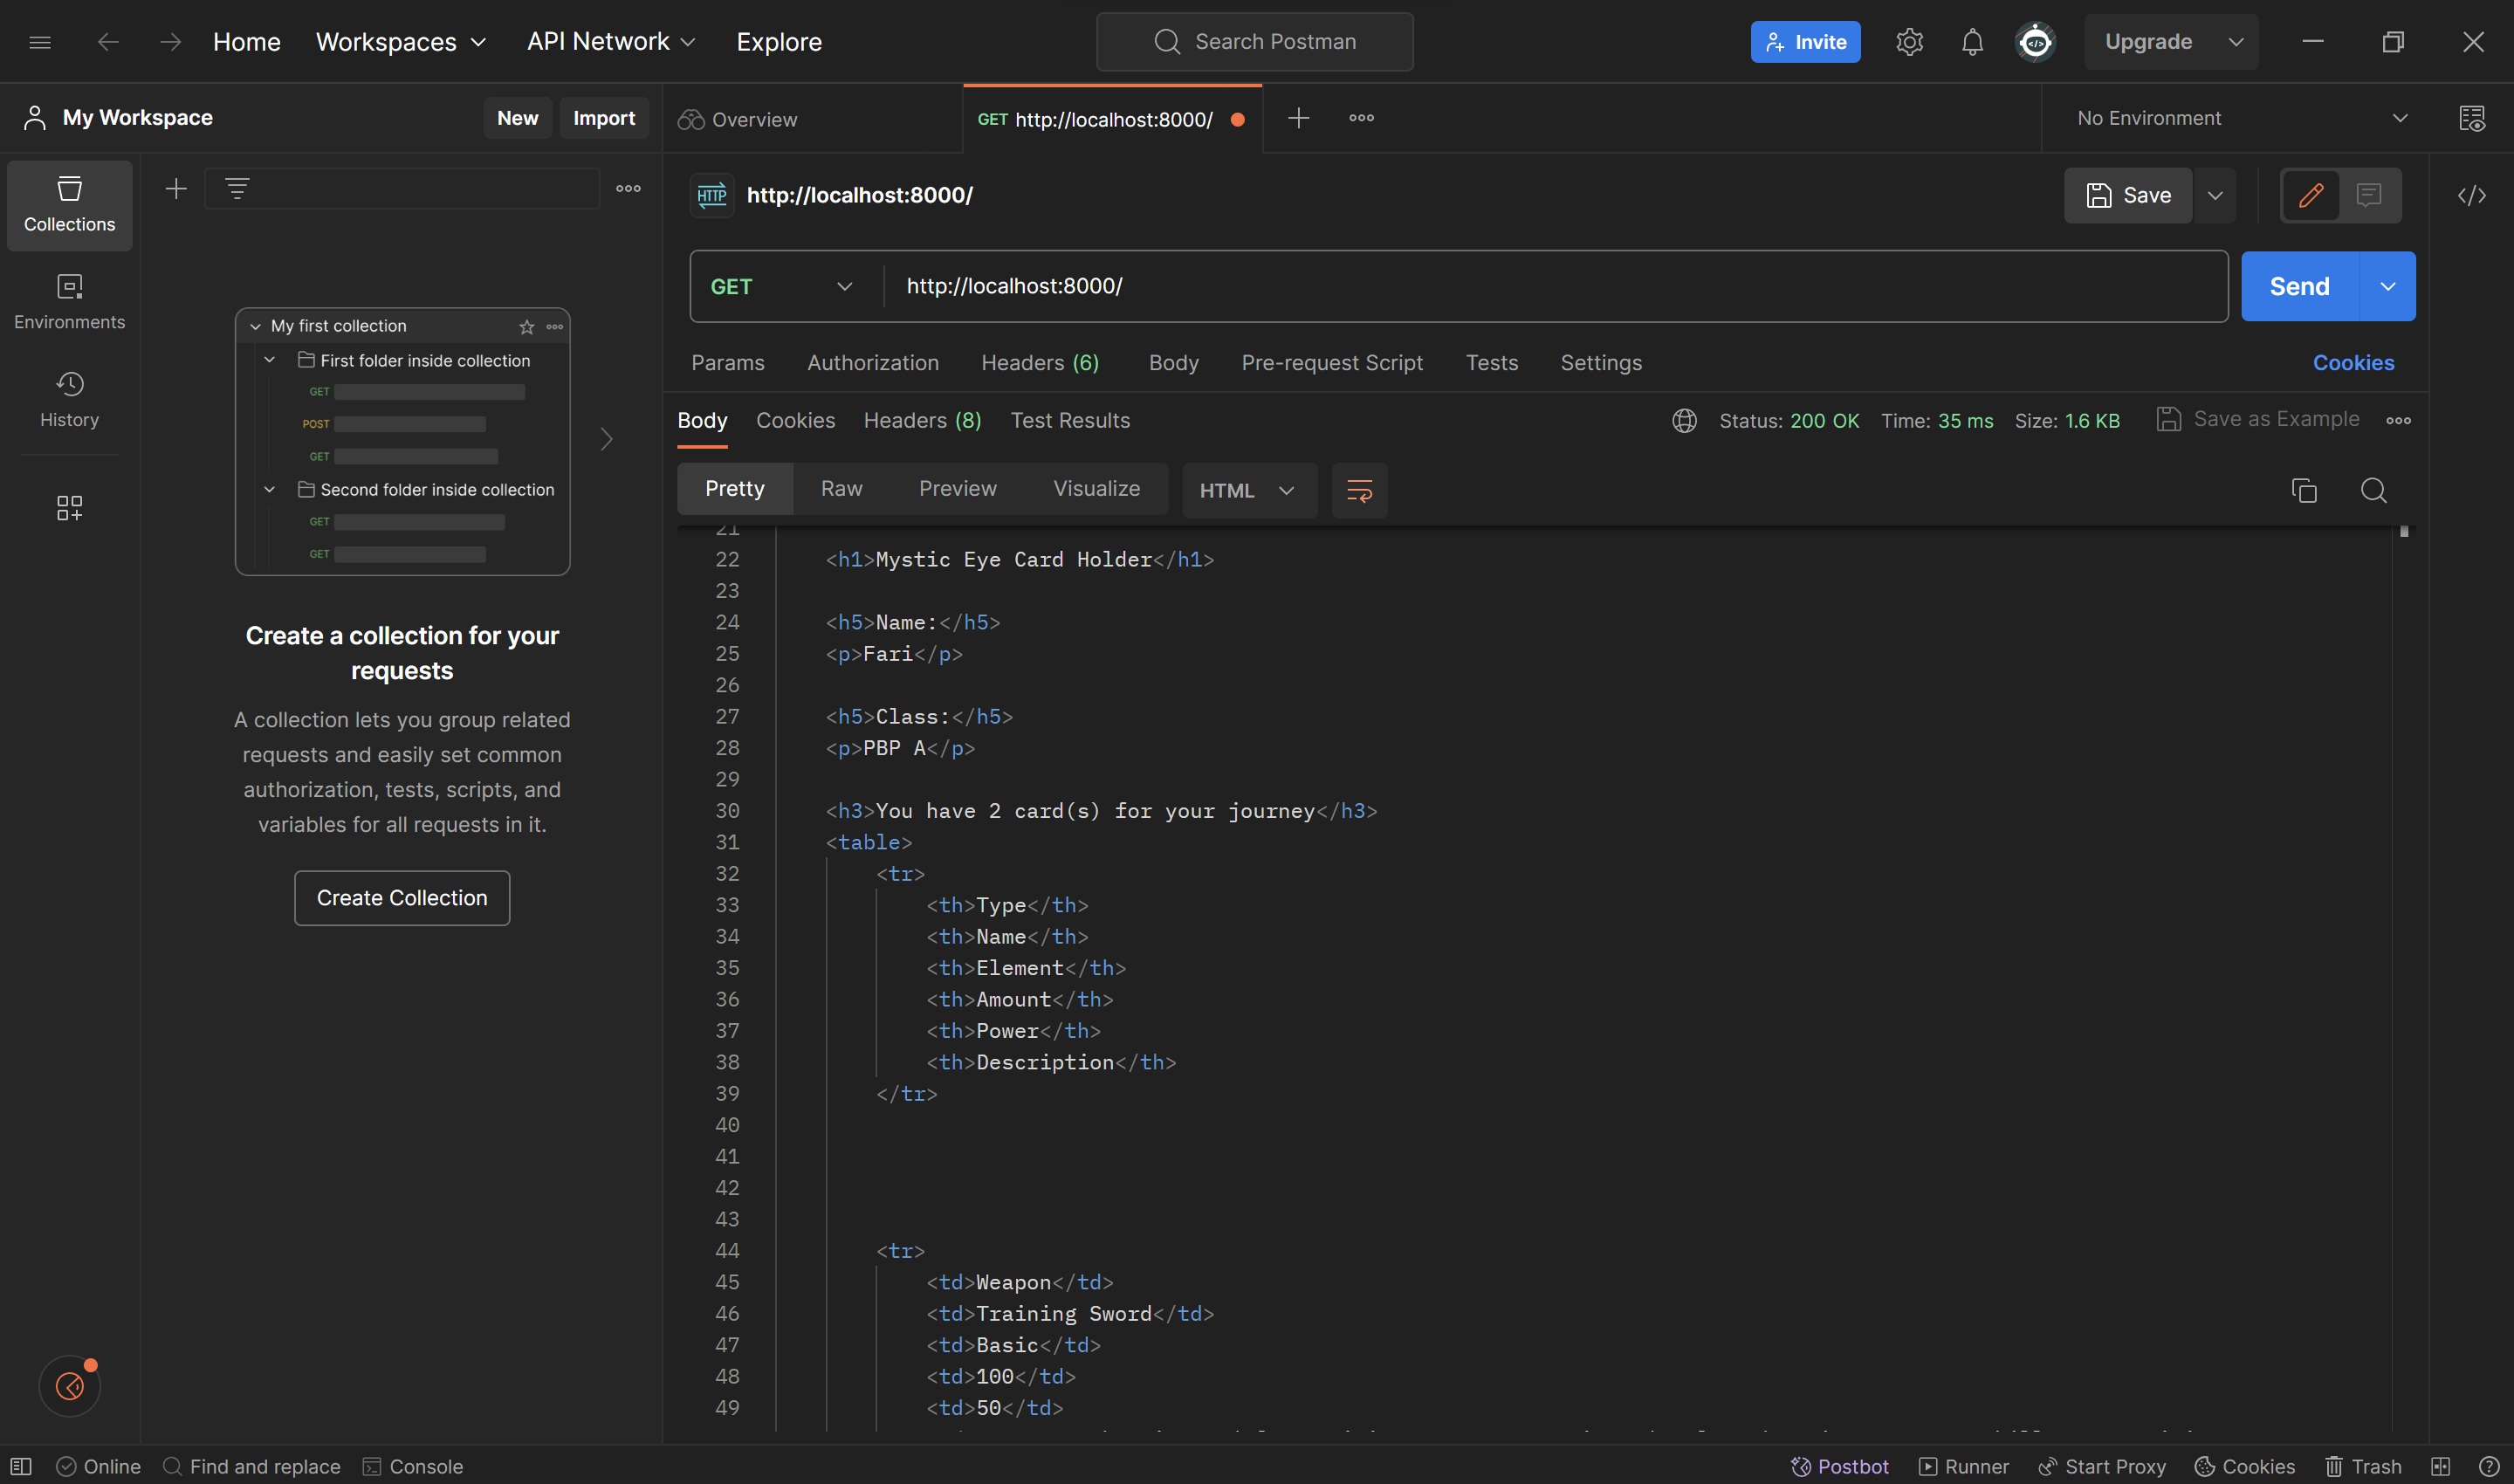 Home Workspaces API Network Explore Search Postman Invite Upgrade
My Workspace New Import Overview GET http://localhost:8000/ No Environment
HTTP http://localhost:8000/ Save
Collections
Environments
History
My first collection
First folder inside collection
GET
POST
GET
Second folder inside collection
GET
GET
Create a collection for your
requests
A collection lets you group related
requests and easily set common
authorization, tests, scripts, and
variables for all requests in it.
Create Collection
GET http://localhost:8000/ Send
Params Authorization Headers (6) Body Pre-request Script Tests Settings Cookies
Body Cookies Headers (8) Test Results Status: 200 OK Time: 35 ms Size: 1.6 KB Save as Example
Pretty Raw Preview Visualize HTML
21
22 <h1>Mystic Eye Card Holder</h1>
23
24 <h5>Name:</h5>
25 <p>Fari</p>
26
27 <h5>Class:</h5>
28 <p>PBP A</p>
29
30 <h3>You have 2 card(s) for your journey</h3>
31 <table>
32 <tr>
33 <th>Type</th>
34 <th>Name</th>
35 <th>Element</th>
36 <th>Amount</th>
37 <th>Power</th>
38 <th>Description</th>
39 </tr>
40
41
42
43
44 <tr>
45 <td>Weapon</td>
46 <td>Training Sword</td>
47 <td>Basic</td>
48 <td>100</td>
49 <td>50</td>
Online Find and replace Console Postbot Runner Start Proxy Cookies Trash